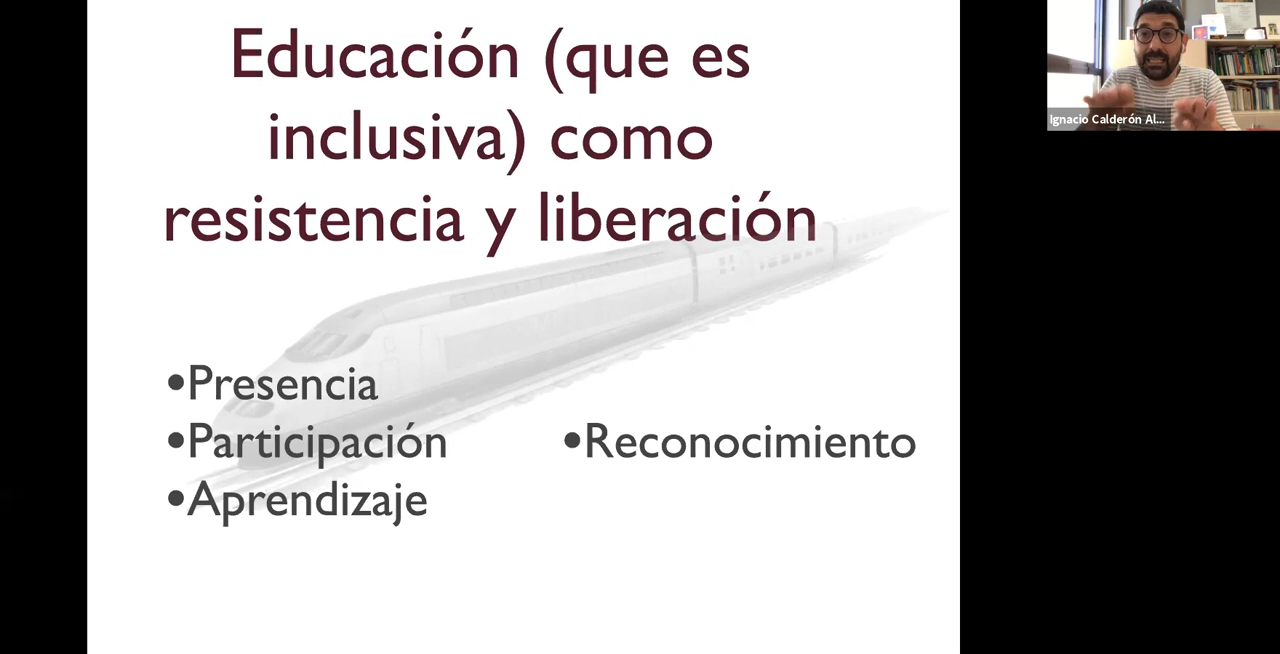 Educación (que es
inclusiva) como
resistencia y liberación
•Presencia
•Participación
•Aprendizaje
•Reconocimiento
Ignacio Calderón Al...